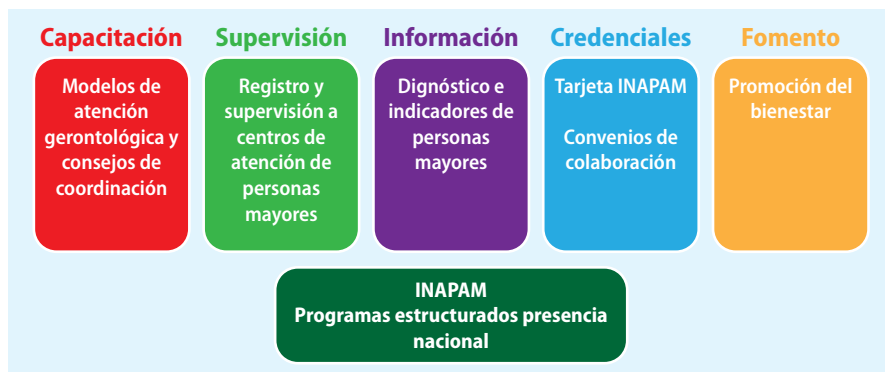 Capacitación
Supervisión
Información
Credenciales
Fomento
Modelos de
atención
gerontológica y
consejos de
coordinación
Registro y
supervisión a
centros de
atención de
personas
mayores
Dignóstico e
indicadores de
personas
mayores
Tarjeta INAPAM
Convenios de
colaboración
Promoción del
bienestar
INAPAM
Programas estructurados presencia
nacional